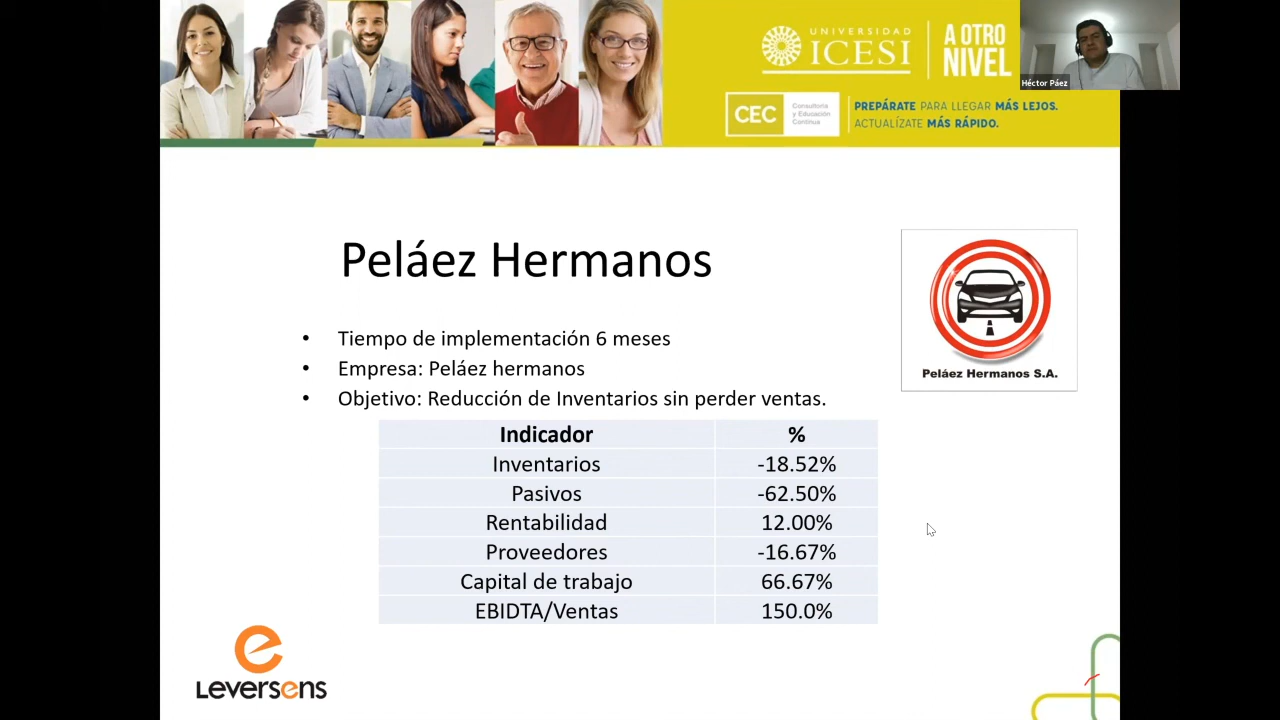 UNIVERSIDAD
ICESI
A OTRO
NIVEL
Héctor Páez
CEC
Consultoría
y Educación
Continua
PREPÁRATE PARA LLEGAR MÁS LEJOS.
ACTUALÍZATE MÁS RÁPIDO.
Peláez Hermanos
Peláez Hermanos S.A.
• Tiempo de implementación 6 meses
• Empresa: Peláez hermanos
• Objetivo: Reducción de Inventarios sin perder ventas.
Indicador %
Inventarios -18.52%
Pasivos -62.50%
Rentabilidad 12.00%
Proveedores -16.67%
Capital de trabajo 66.67%
EBIDTA/Ventas 150.0%
Leversens